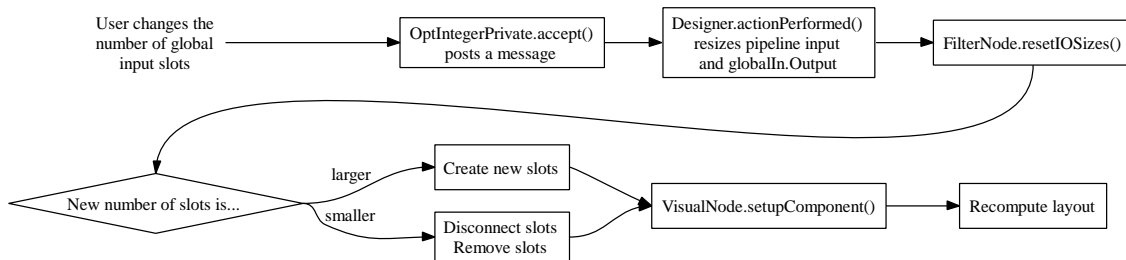 User changes the
number of global
input slots
OptIntegerPrivate.accept()
posts a message
Designer.actionPerformed()
resizes pipeline input
and globalIn.Output
FilterNode.resetIOSizes()
New number of slots is...
larger
smaller
Create new slots
Disconnect slots
Remove slots
VisualNode.setupComponent()
Recompute layout